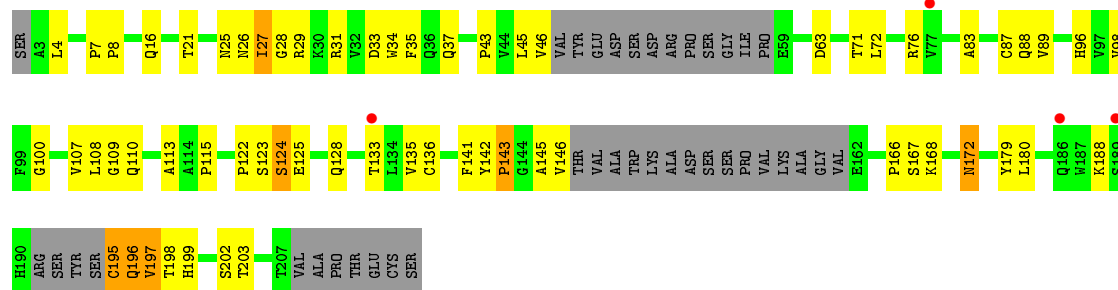 SER A3 L4 P7 P8 Q16 T21 N25 N26 I27 G28 R29 K30 R31 V32 D33 W34 F35 Q36 Q37 P43 V44 L45 V46 VAL TYR GLU ASP SER ASP ARG PRO SER GLY ILE PRO E59 D63 T71 L72 R76 V77 A83 C87 Q88 V89 H96 V97
F99 G100 V107 L108 G109 Q110 A113 A114 P115 P122 S123 S124 E125 Q128 T133 L134 V135 C136 F141 Y142 P143 G144 A145 V146 THR VAL ALA TRP LYS ALA ASP SER SER PRO VAL LYS ALA GLY VAL E162 P166 S167 K168 N172 Y179 L180 Q186 W187 K188
H190 ARG SER TYR SER C195 Q196 V197 T198 H199 S202 T203 T207 VAL ALA PRO THR GLU CYS SER